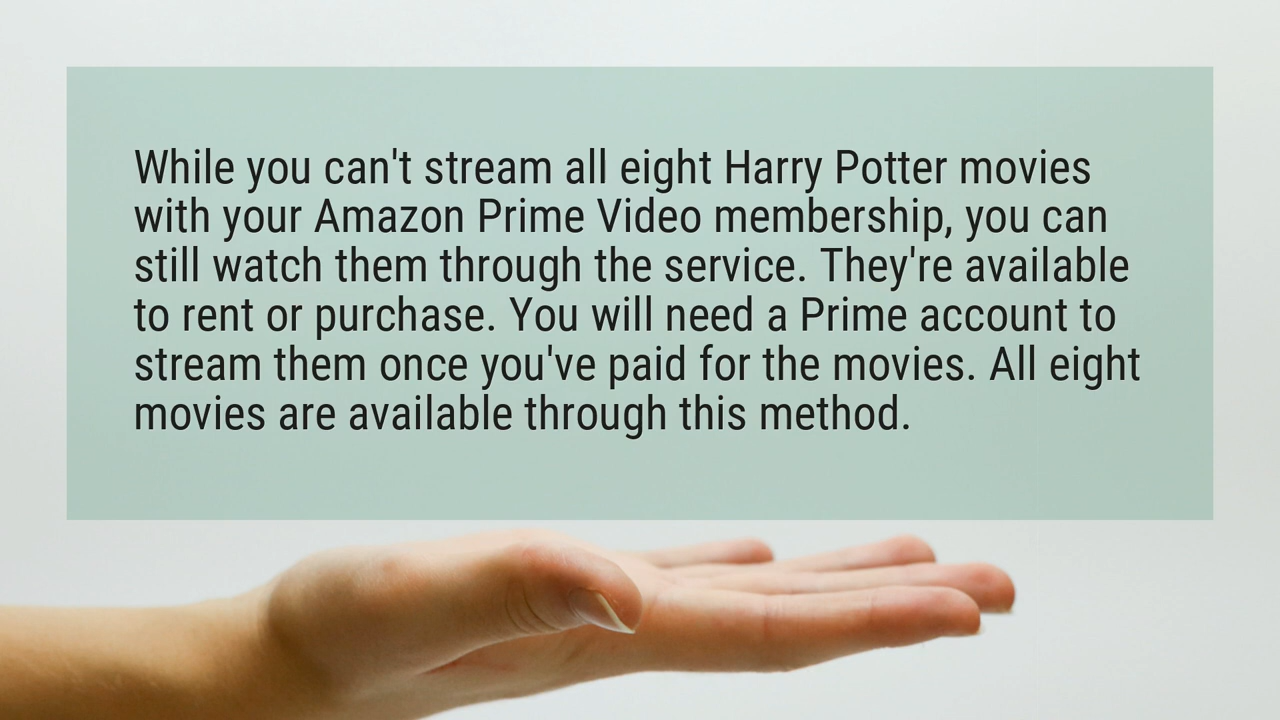 While you can't stream all eight Harry Potter movies
with your Amazon Prime Video membership, you can
still watch them through the service. They're available
to rent or purchase. You will need a Prime account to
stream them once you've paid for the movies. All eight
movies are available through this method.